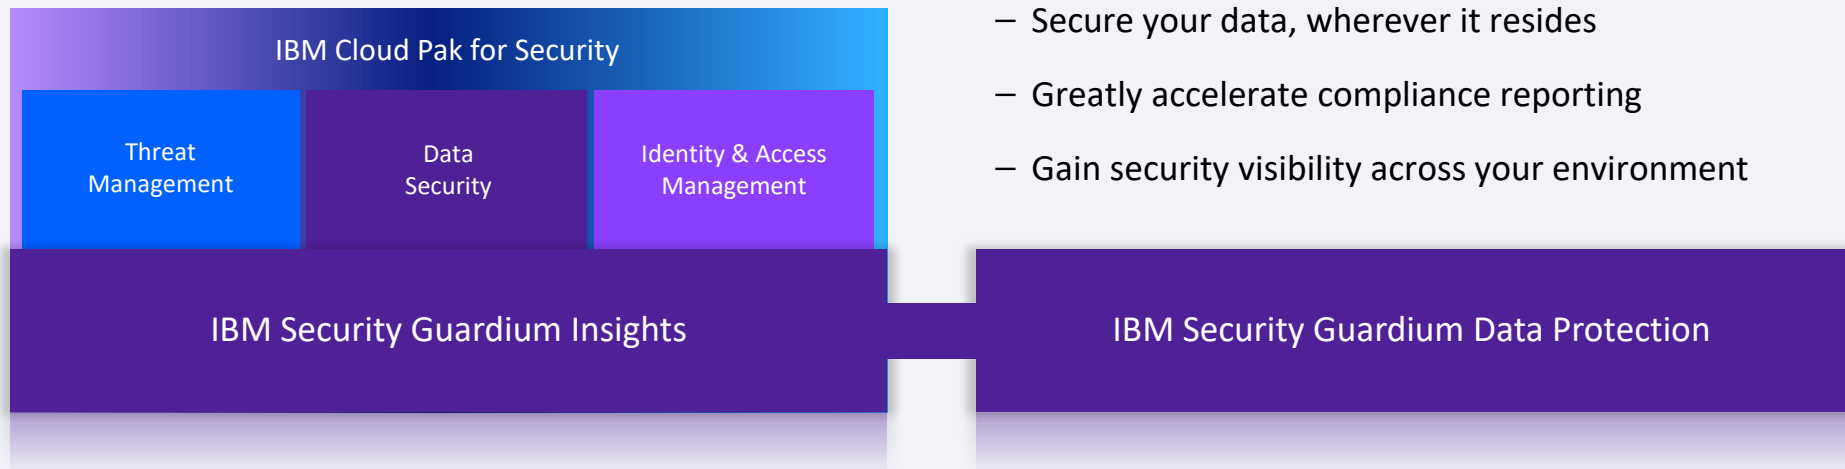 IBM Cloud Pak for Security
Threat
Management
Data
Security
Identity & Access
Management
IBM Security Guardium Insights
– Secure your data, wherever it resides
– Greatly accelerate compliance reporting
– Gain security visibility across your environment
IBM Security Guardium Data Protection